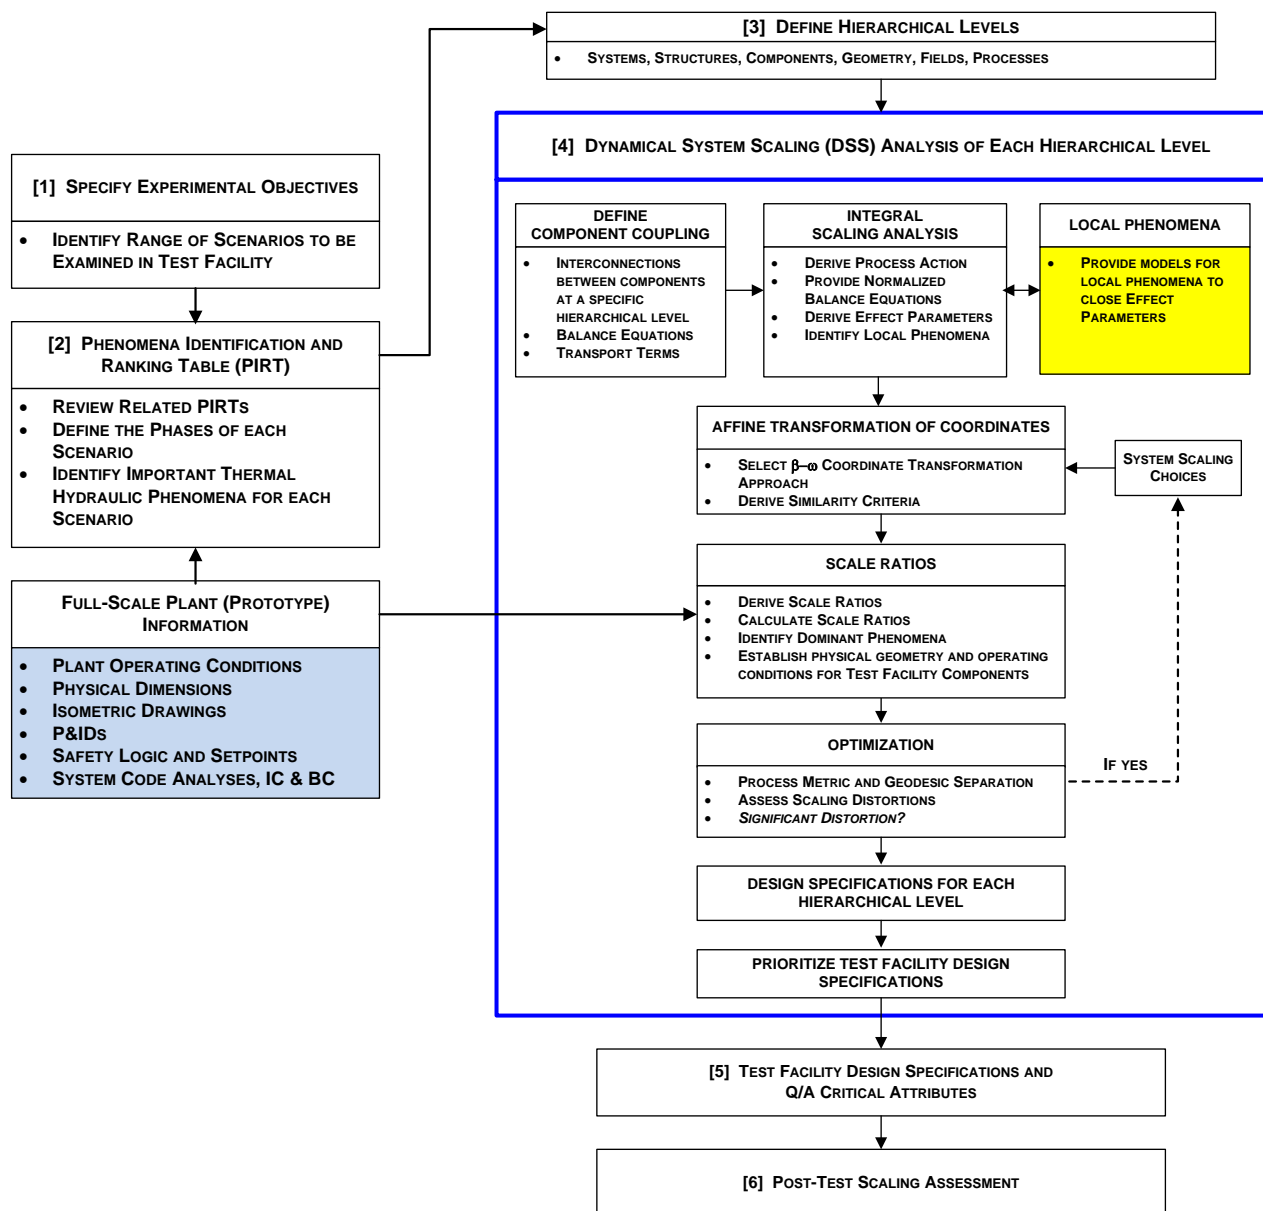 [3] Define Hierarchical Levels
• Systems, Structures, Components, Geometry, Fields, Processes
[4] Dynamical System Scaling (DSS) Analysis of Each Hierarchical Level
[1] Specify Experimental Objectives
• Identify Range of Scenarios to be
Examined in Test Facility
[2] Phenomena Identification and
Ranking Table (PIRT)
• Review Related PIRTs
• Define the Phases of each
Scenario
• Identify Important Thermal
Hydraulic Phenomena for each
Scenario
Full-Scale Plant (Prototype)
Information
• Plant Operating Conditions
• Physical Dimensions
• Isometric Drawings
• P&IDs
• Safety Logic and Setpoints
• System Code Analyses, IC & BC
DEFINE
COMPONENT COUPLING
• Interconnections
between components
at a specific
hierarchical level
• Balance Equations
• Transport Terms
INTEGRAL
SCALING ANALYSIS
• Derive Process Action
• Provide Normalized
Balance Equations
• Derive Effect Parameters
• Identify Local Phenomena
LOCAL PHENOMENA
• Provide models for
local phenomena to
close Effect
Parameters
AFFINE TRANSFORMATION OF COORDINATES
• Select β–ω Coordinate Transformation
Approach
• Derive Similarity Criteria
System Scaling
Choices
SCALE RATIOS
• Derive Scale Ratios
• Calculate Scale Ratios
• Identify Dominant Phenomena
• Establish physical geometry and operating
conditions for Test Facility Components
OPTIMIZATION
• Process Metric and Geodesic Separation
• Assess Scaling Distortions
• Significant Distortion?
If yes
DESIGN SPECIFICATIONS FOR EACH
HIERARCHICAL LEVEL
PRIORITIZE TEST FACILITY DESIGN
SPECIFICATIONS
[5] Test Facility Design Specifications and
Q/A Critical Attributes
[6] Post-Test Scaling Assessment